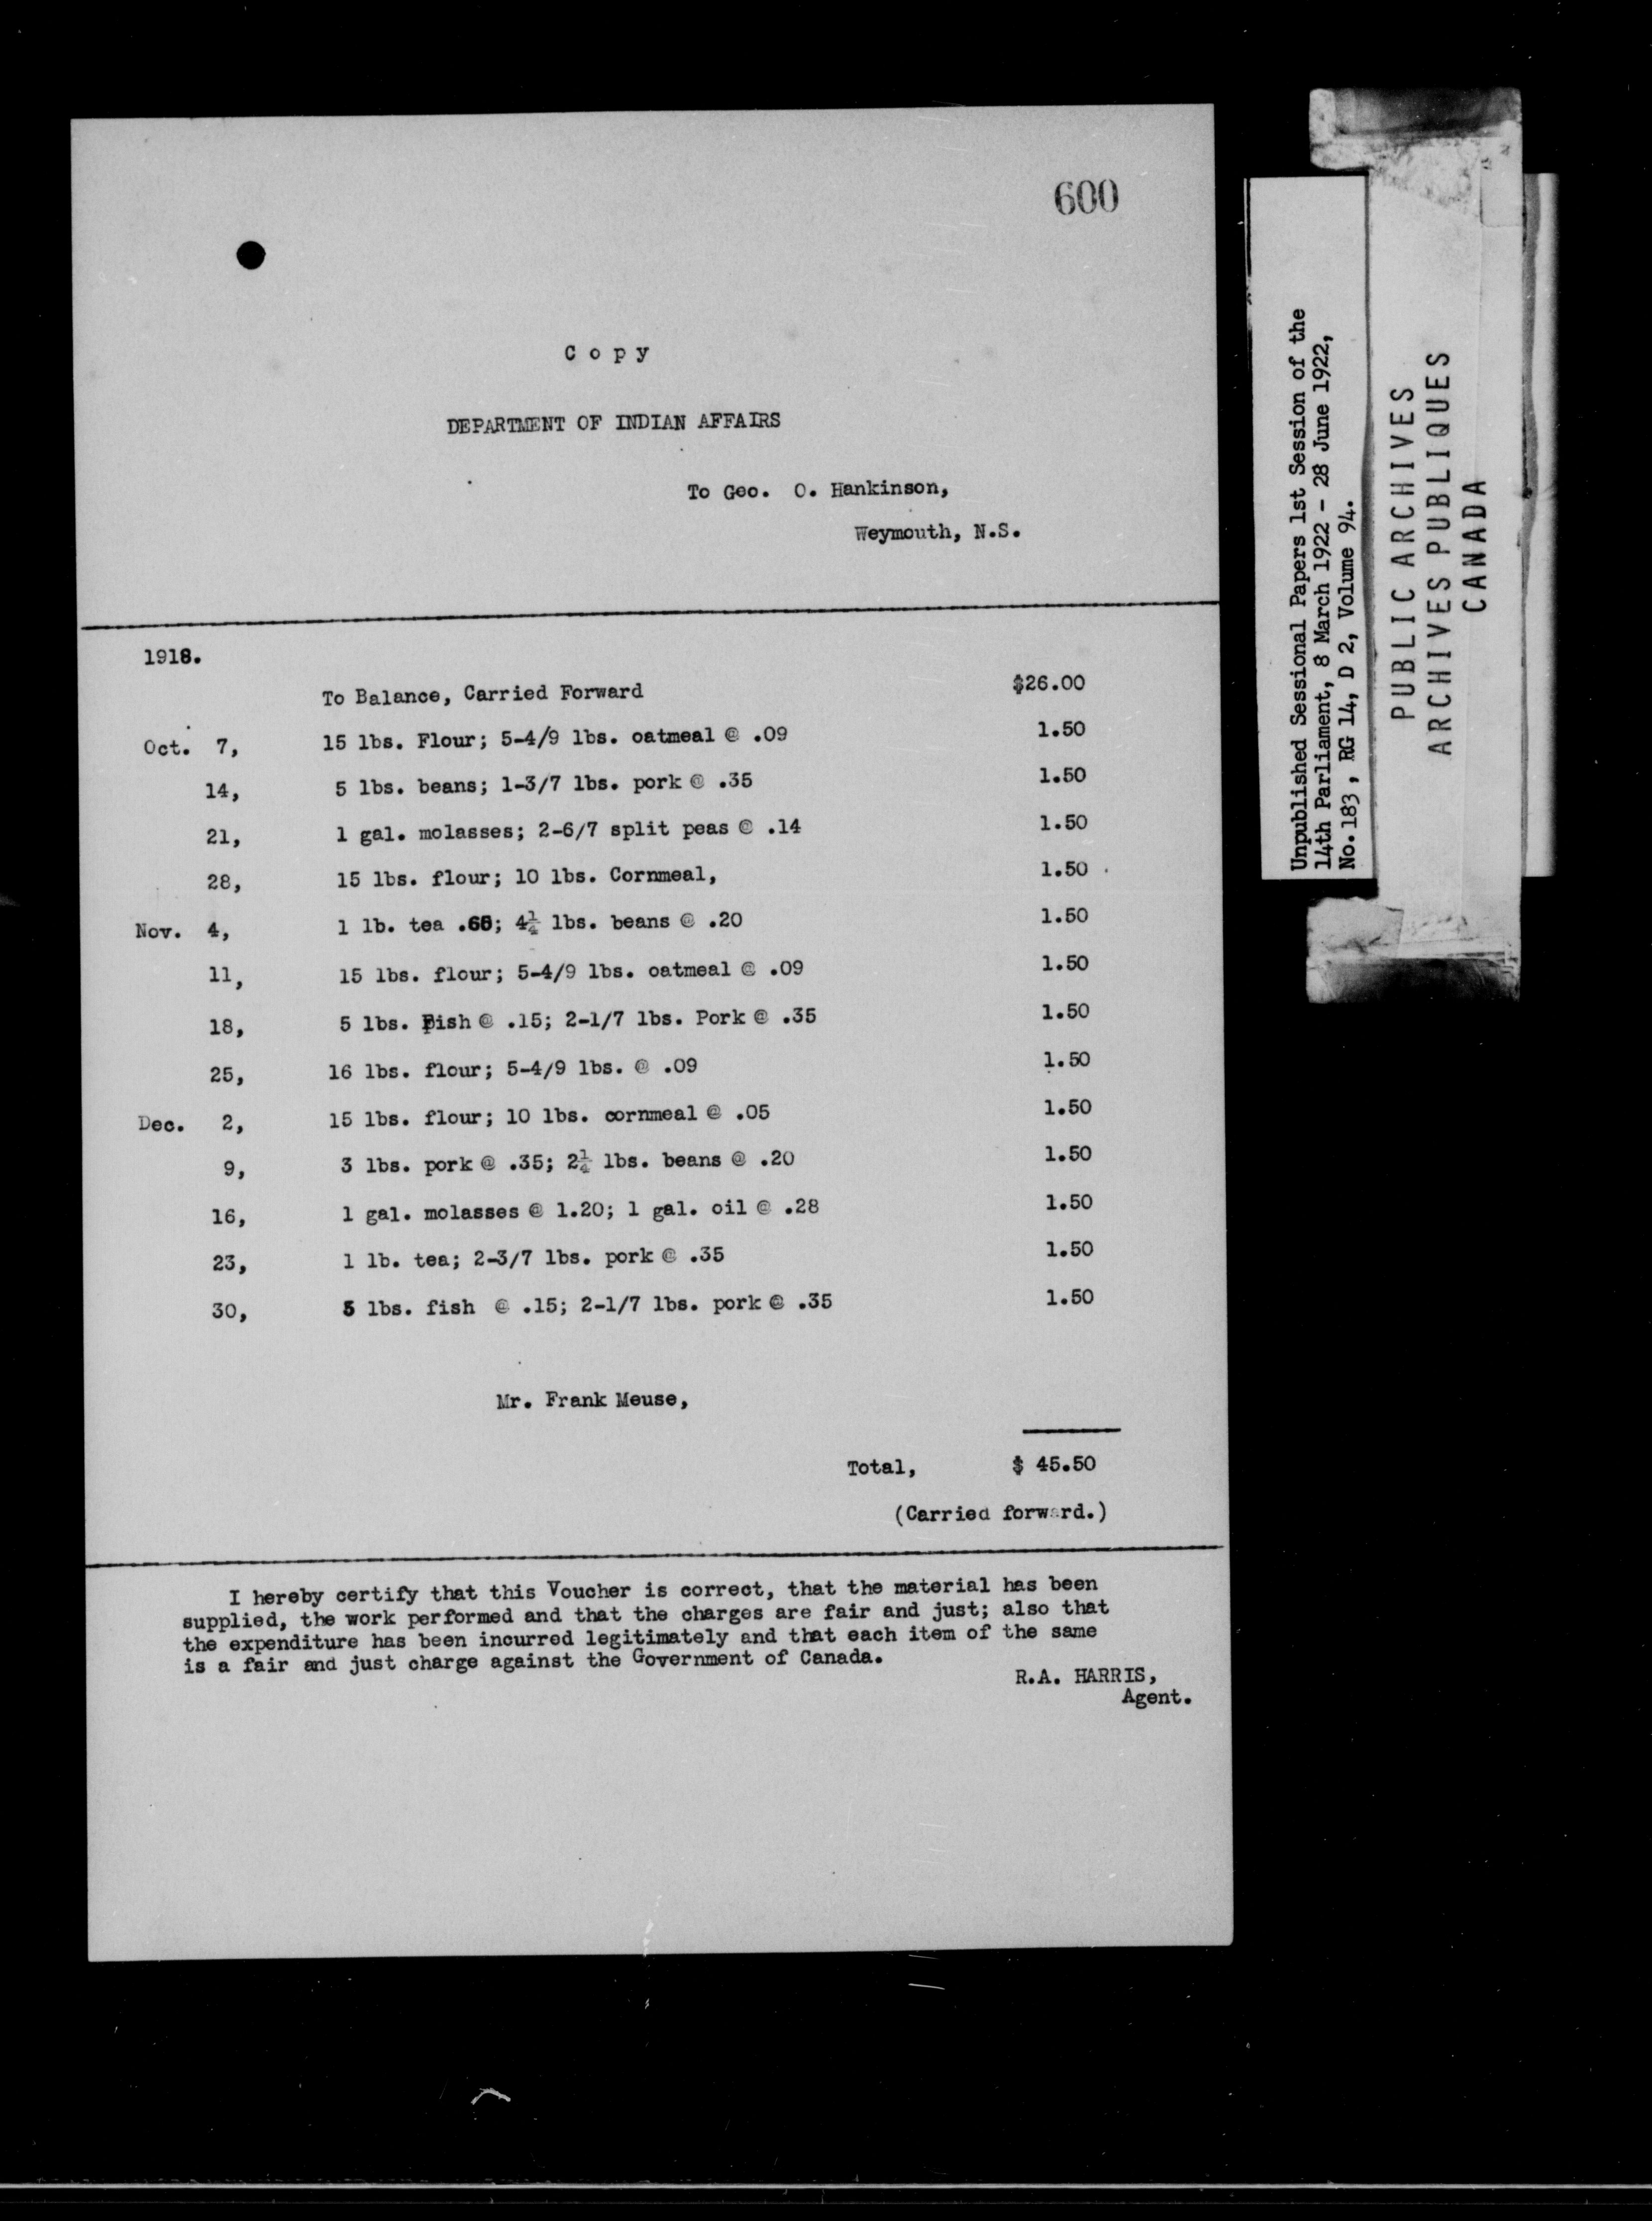 600
C o p y
DEPARTMENT OF INDIAN AFFAIRS
To Geo. O. Hankinson,
Weymouth, N.S.
1918.
To Balance, Carried Forward $26.00
Oct. 7, 15 lbs. Flour; 5-4/9 lbs. oatmeal @ .09 1.50
14, 5 lbs. beans; 1-3/7 lbs. pork @ .35 1.50
21, 1 gal. molasses; 2-6/7 split peas @ .14 1.50
28, 15 lbs. flour; 10 lbs. Cornmeal, 1.50
Nov. 4, 1 lb. tea 4¼ lbs. beans @ .20 1.50
11, 15 lbs. flour; 5-4/9 lbs. oatmeal @ .09 1.50
18, 5 lbs. Fish @ .15; 2-1/7 lbs. Pork @ .35 1.50
25, 16 lbs. flour; 5-4/9 lbs. @ .09 1.50
Dec. 2, 15 lbs. flour; 10 lbs. cornmeal @ .05 1.50
9, 3 lbs. pork @ .35; 2¼ lbs. beans @ .20 1.50
16, 1 gal. molasses @ 1.20; 1 gal. oil @ .28 1.50
23, 1 lb. tea; 2-3/7 lbs. pork @ .35 1.50
30, 5 lbs. fish @ .15; 2-1/7 lbs. pork @ .35 1.50
Mr. Frank Meuse,
Total, $ 45.50
(Carried forward.)
I hereby certify that this Voucher is correct, that the material has been
supplied, the work performed and that the charges are fair and just; also that
the expenditure has been incurred legitimately and that each item of the same
is a fair and just charge against the Government of Canada.
R.A. HARRIS,
Agent.
Unpublished Sessional Papers 1st Session of the
14th Parliament, 8 March 1922 - 28 June 1922,
No. 183, RG 14, D 2, Volume 94.
PUBLIC ARCHIVES
ARCHIVES PUBLIQUES
CANADA